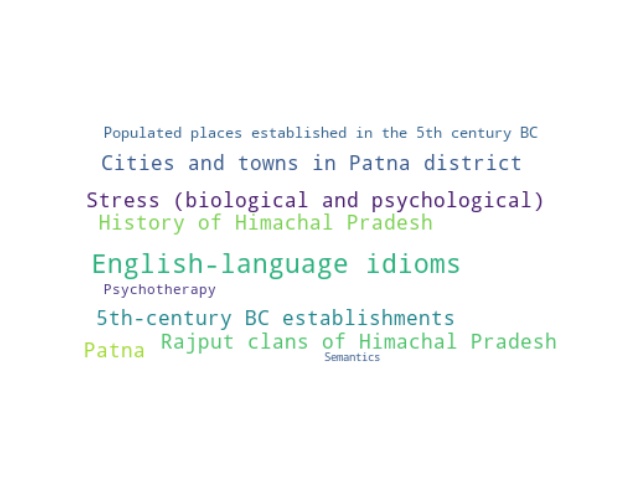 Populated places established in the 5th century BC
Cities and towns in Patna district
Stress (biological and psychological)
History of Himachal Pradesh
English-language idioms
Psychotherapy
5th-century BC establishments
Rajput clans of Himachal Pradesh
Patna
Semantics